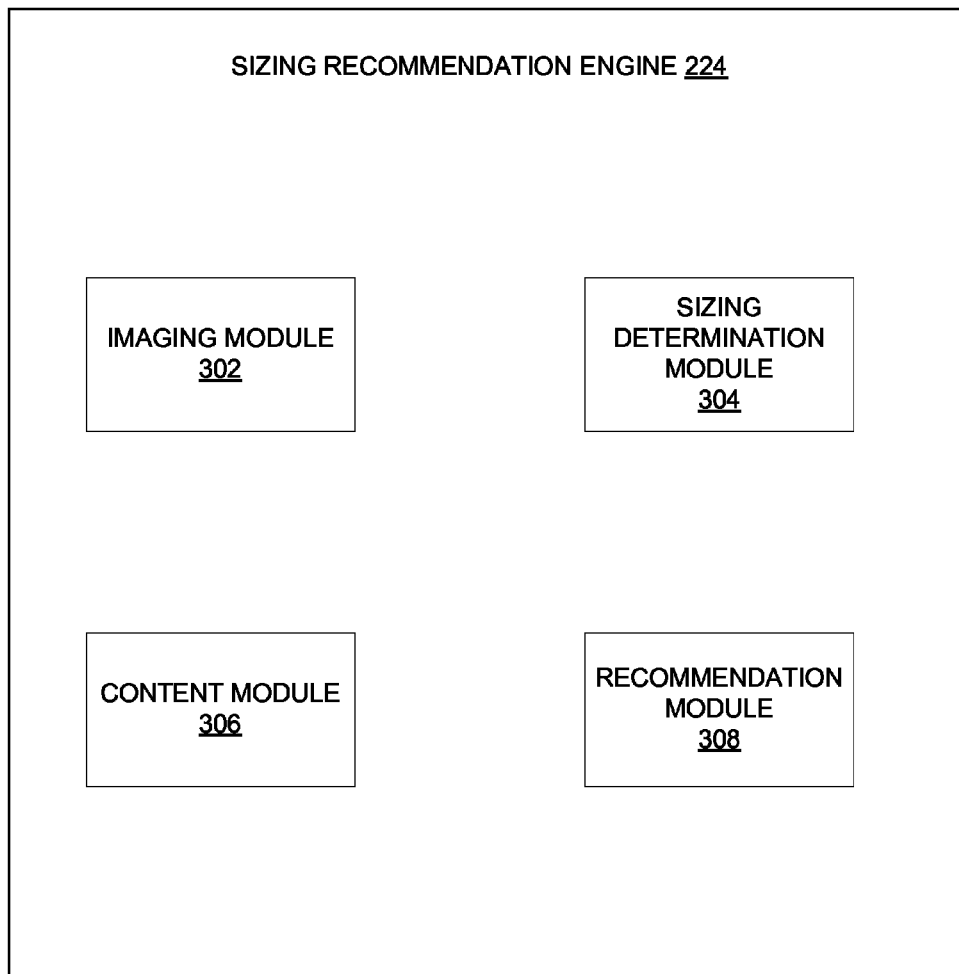 SIZING RECOMMENDATION ENGINE 224
IMAGING MODULE
302
SIZING
DETERMINATION
MODULE
304
CONTENT MODULE
306
RECOMMENDATION
MODULE
308